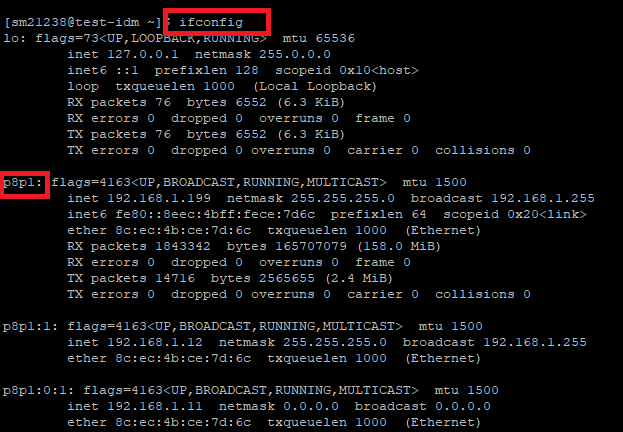 [sm21238@test-idm ~]$ ifconfig
lo: flags=73<UP,LOOPBACK,RUNNING>  mtu 65536
        inet 127.0.0.1  netmask 255.0.0.0
        inet6 ::1  prefixlen 128  scopeid 0x10<host>
        loop  txqueuelen 1000  (Local Loopback)
        RX packets 76  bytes 6552 (6.3 KiB)
        RX errors 0  dropped 0  overruns 0  frame 0
        TX packets 76  bytes 6552 (6.3 KiB)
        TX errors 0  dropped 0 overruns 0  carrier 0  collisions 0

p8p1: flags=4163<UP,BROADCAST,RUNNING,MULTICAST>  mtu 1500
        inet 192.168.1.199  netmask 255.255.255.0  broadcast 192.168.1.255
        inet6 fe80::8eec:4bff:fece:7d6c  prefixlen 64  scopeid 0x20<link>
        ether 8c:ec:4b:ce:7d:6c  txqueuelen 1000  (Ethernet)
        RX packets 1843342  bytes 165707079 (158.0 MiB)
        RX errors 0  dropped 0  overruns 0  frame 0
        TX packets 14716  bytes 2565655 (2.4 MiB)
        TX errors 0  dropped 0 overruns 0  carrier 0  collisions 0

p8p1:1: flags=4163<UP,BROADCAST,RUNNING,MULTICAST>  mtu 1500
        inet 192.168.1.12  netmask 255.255.255.0  broadcast 192.168.1.255
        ether 8c:ec:4b:ce:7d:6c  txqueuelen 1000  (Ethernet)

p8p1:0:1: flags=4163<UP,BROADCAST,RUNNING,MULTICAST>  mtu 1500
        inet 192.168.1.11  netmask 0.0.0.0  broadcast 0.0.0.0
        ether 8c:ec:4b:ce:7d:6c  txqueuelen 1000  (Ethernet)